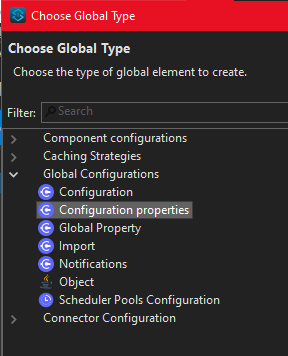 Choose Global Type
Choose Global Type
Choose the type of global element to create.
Filter: Search
Component configurations
Caching Strategies
Global Configurations
Configuration
Configuration properties
Global Property
Import
Notifications
Object
Scheduler Pools Configuration
Connector Configuration